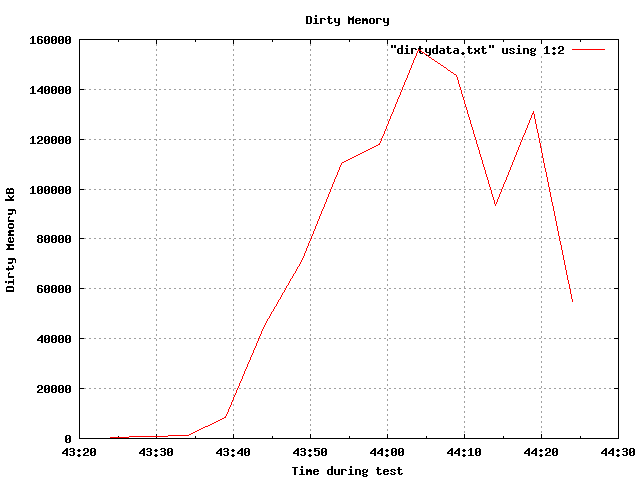 Dirty Memory
"dirtydata.txt" using 1:2
160000
140000
120000
100000
80000
60000
40000
20000
0
Dirty Memory kB
43:20 43:30 43:40 43:50 44:00 44:10 44:20 44:30
Time during test